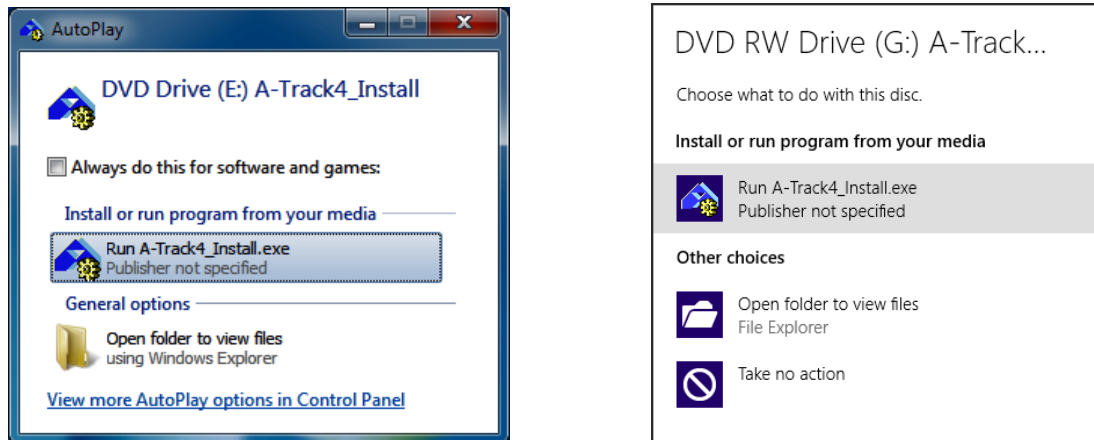 AutoPlay
DVD Drive (E:) A-Track4_Install
Always do this for software and games:
Install or run program from your media
Run A-Track4_Install.exe
Publisher not specified
General options
Open folder to view files
using Windows Explorer
View more AutoPlay options in Control Panel
DVD RW Drive (G:) A-Track...
Choose what to do with this disc.
Install or run program from your media
Run A-Track4_Install.exe
Publisher not specified
Other choices
Open folder to view files
File Explorer
Take no action